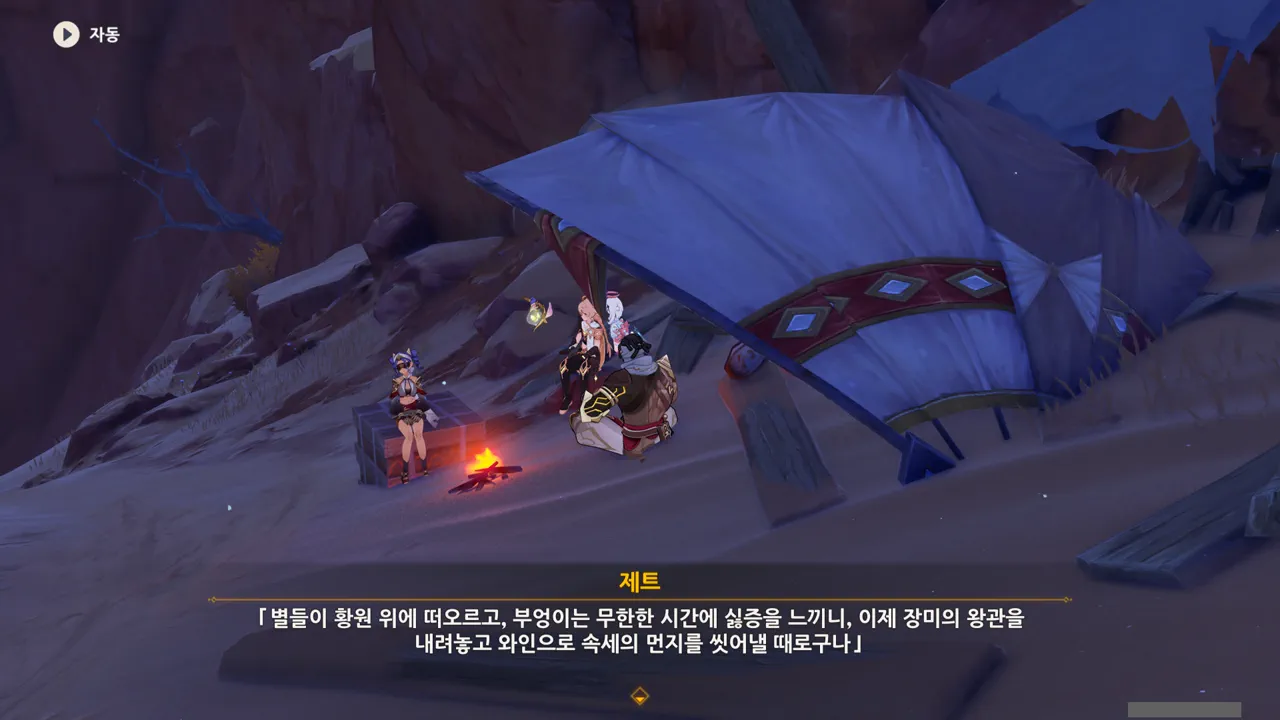 자동
제트
「별들이 황원 위에 떠오르고, 부엉이는 무한한 시간에 싫증을 느끼니, 이제 장미의 왕관을
내려놓고 와인으로 속세의 먼지를 씻어낼 때로구나」